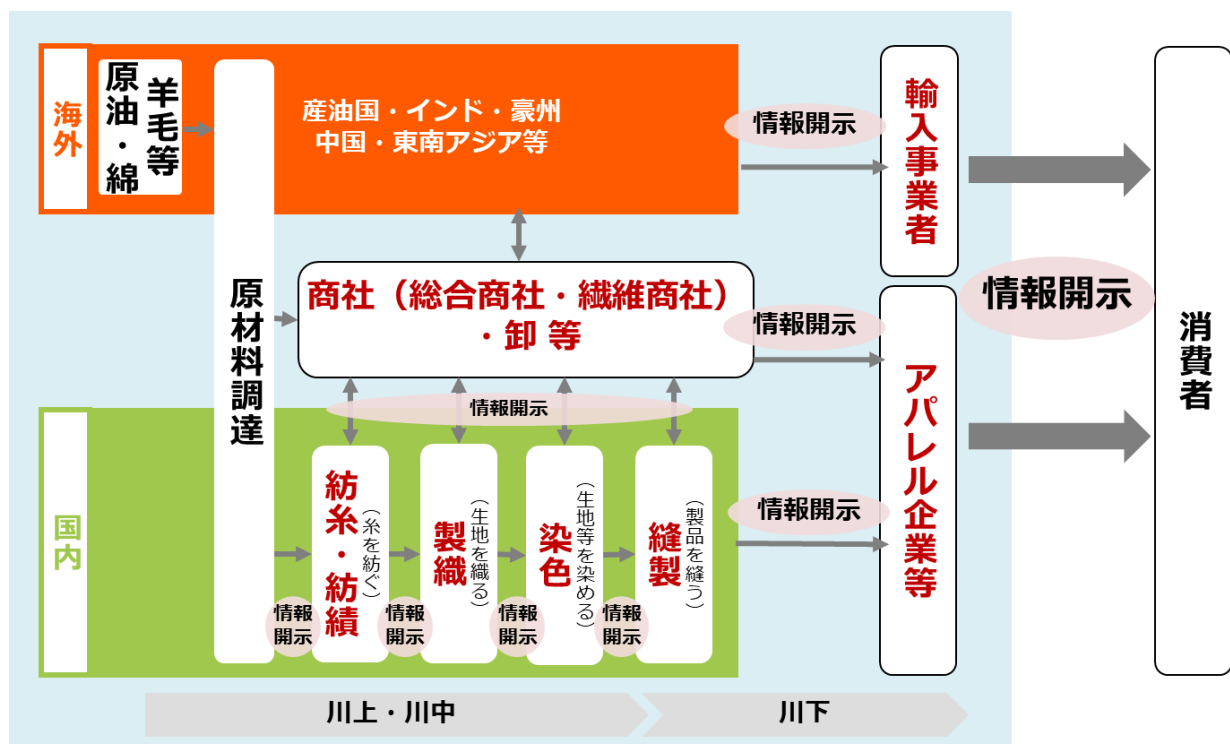 海外
原油・綿
羊毛等
産油国・インド・豪州
中国・東南アジア等
情報開示
輸入事業者
原材料調達
商社（総合商社・繊維商社）
・卸 等
情報開示
情報開示
情報開示
アパレル企業等
消費者
国内
紡糸・紡績
（糸を紡ぐ）
製織
（生地を織る）
染色
（生地等を染める）
縫製
（製品を縫う）
情報開示
情報
開示
情報
開示
情報
開示
情報
開示
川上・川中
川下